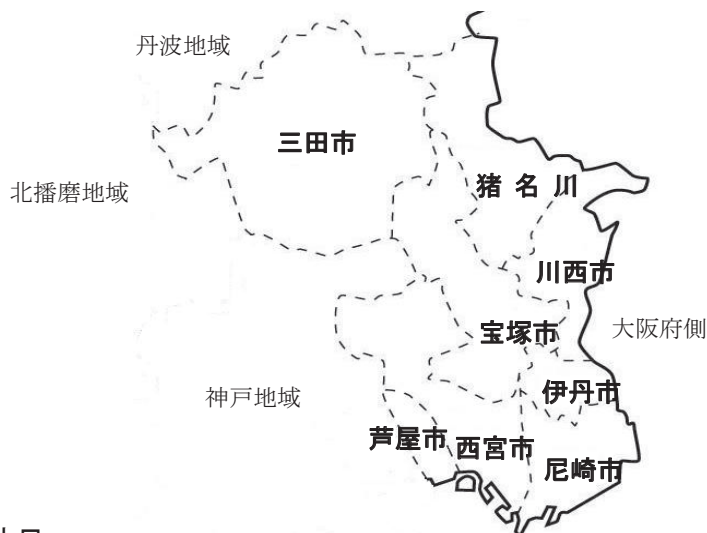 丹波地域
三田市
猪名川
北播磨地域
川西市
大阪府側
宝塚市
伊丹市
神戸地域
芦屋市
西宮市
尼崎市